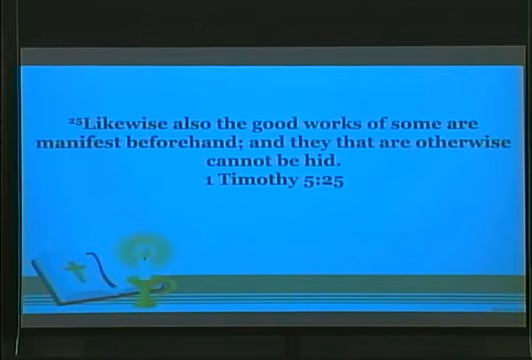 ²⁵Likewise also the good works of some are
manifest beforehand; and they that are otherwise
cannot be hid.
1 Timothy 5:25